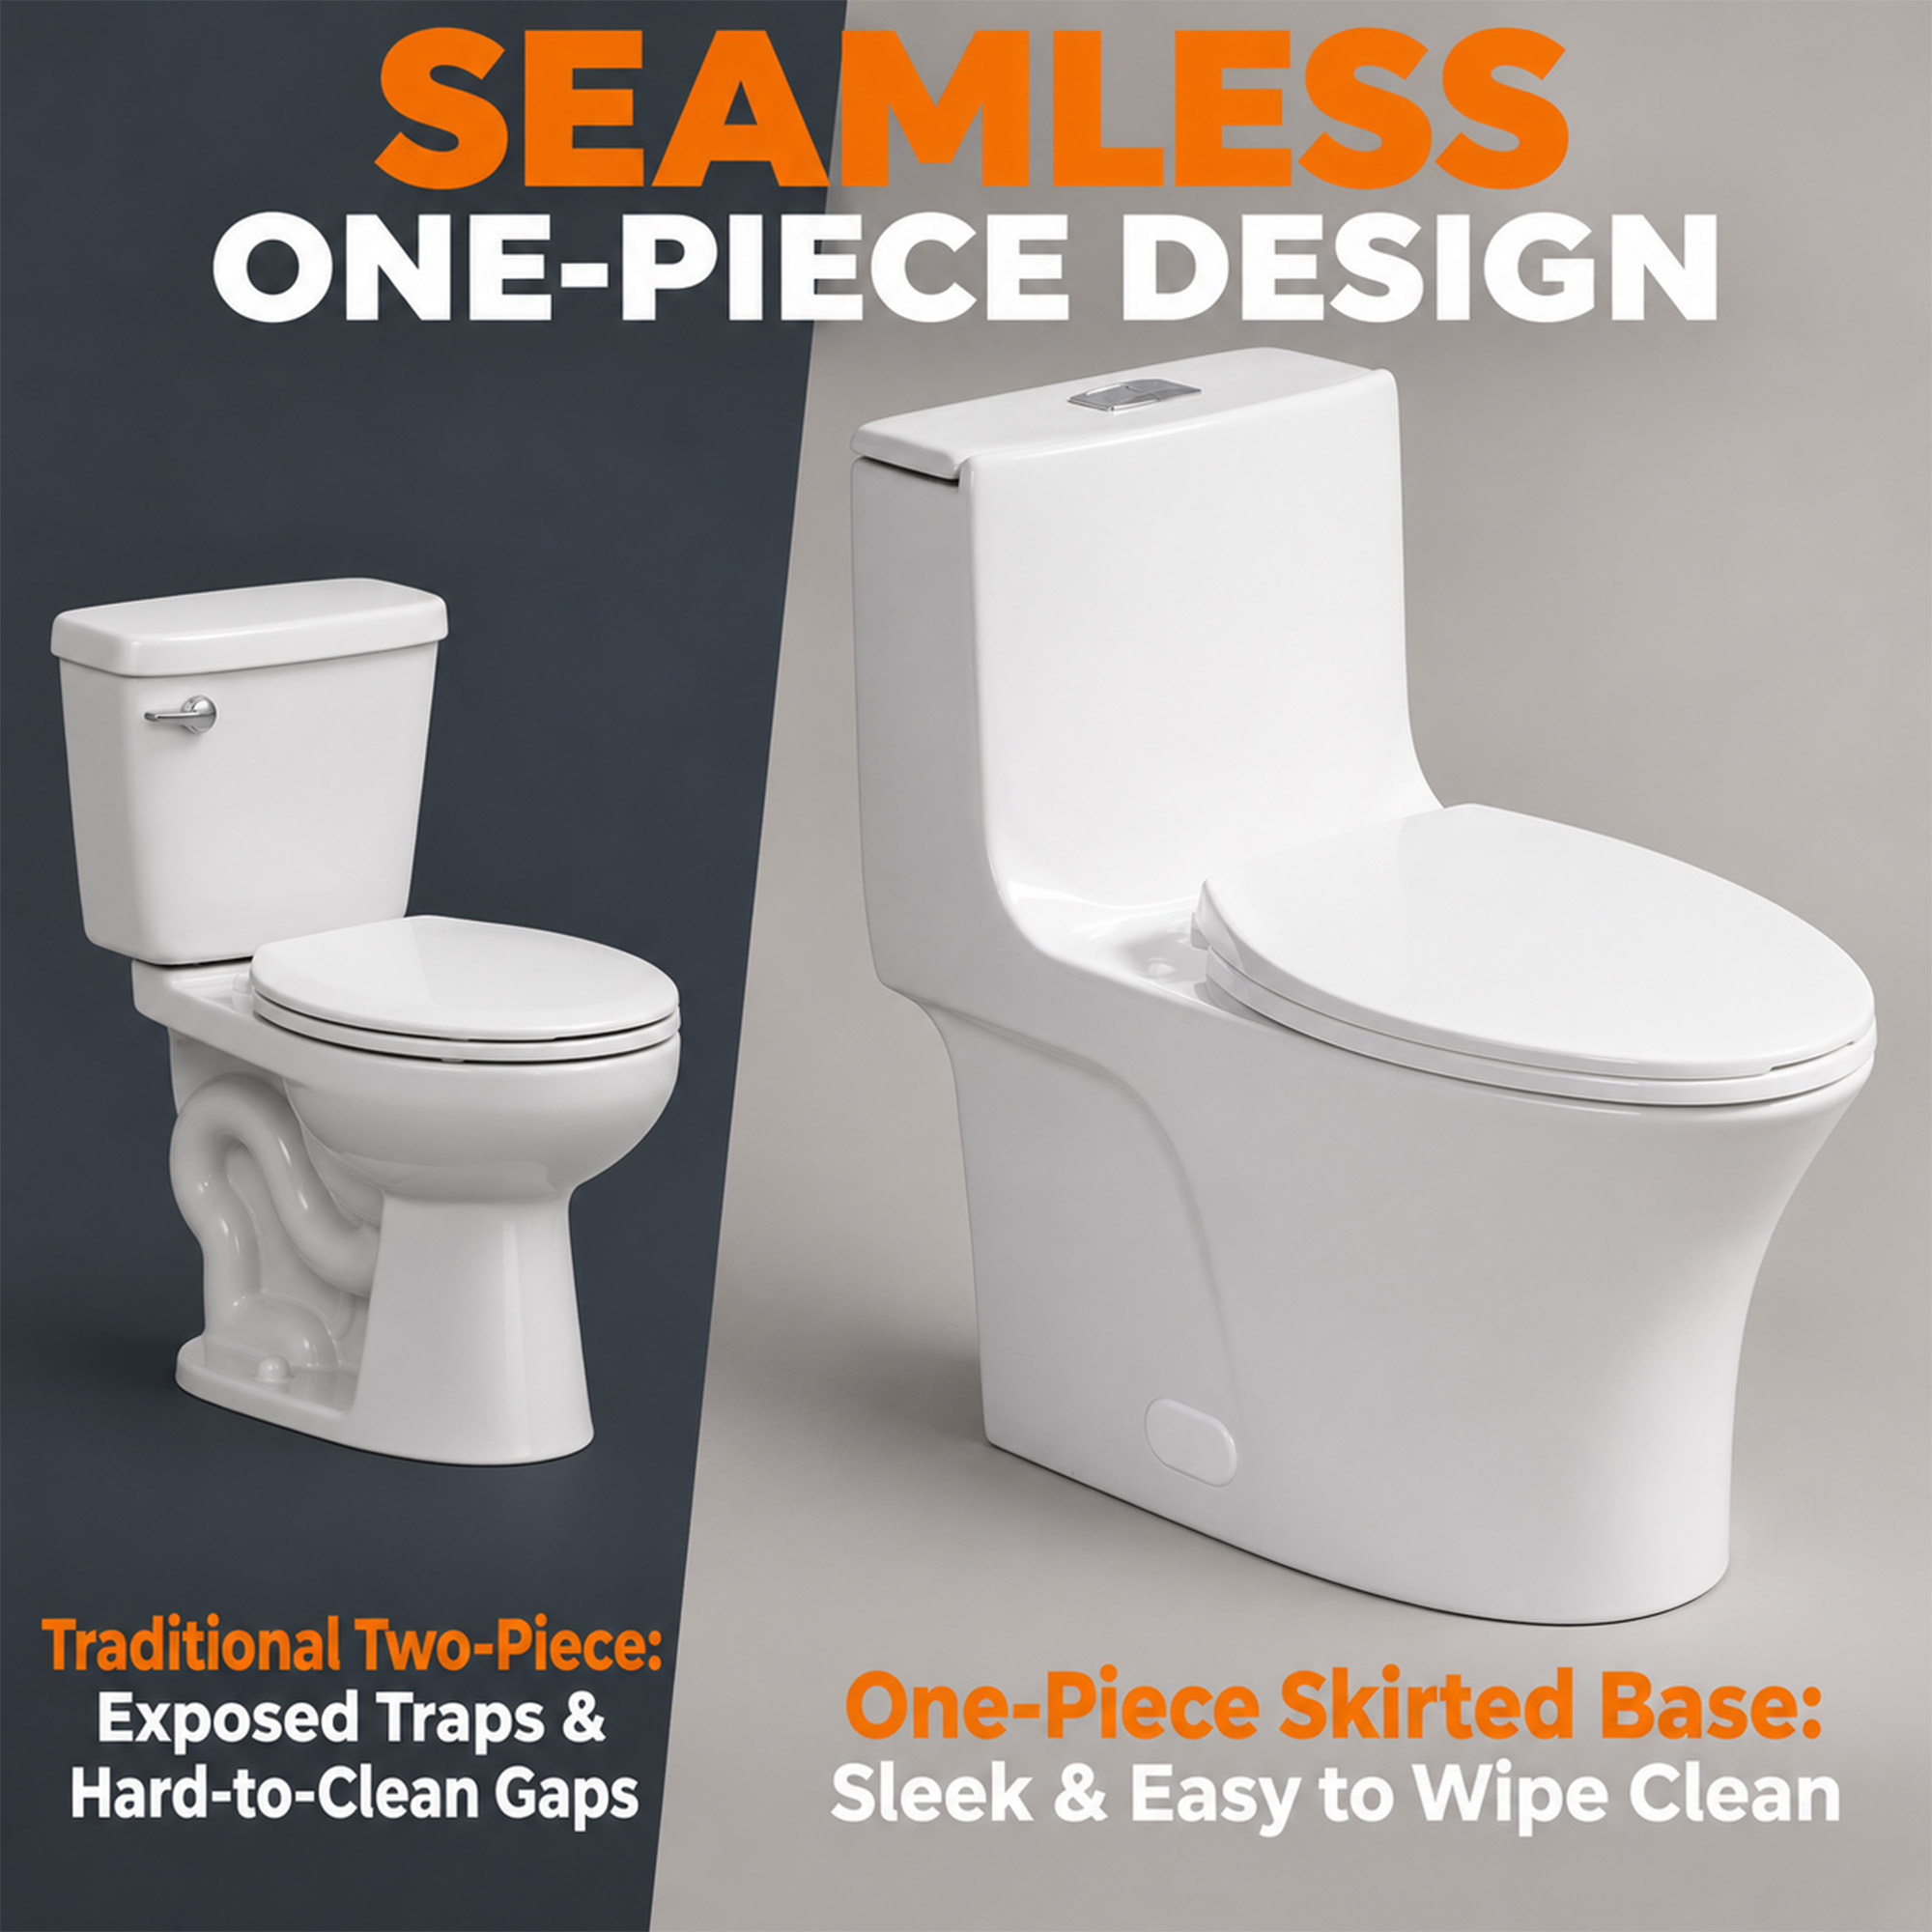 SEAMLESS
ONE-PIECE DESIGN
Traditional Two-Piece:
Exposed Traps &
Hard-to-Clean Gaps
One-Piece Skirted Base:
Sleek & Easy to Wipe Clean